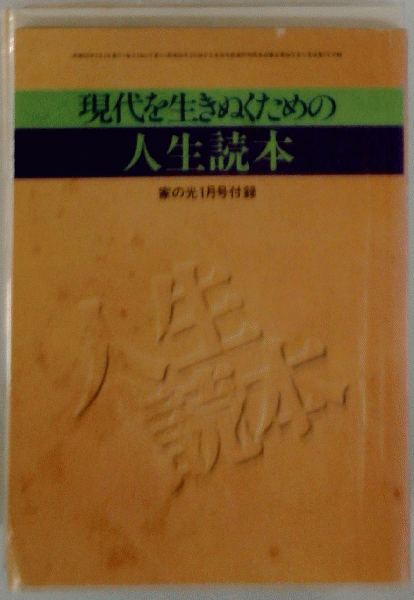 現代を生きぬくための
人生読本
家の光1月号付録
人生
読本